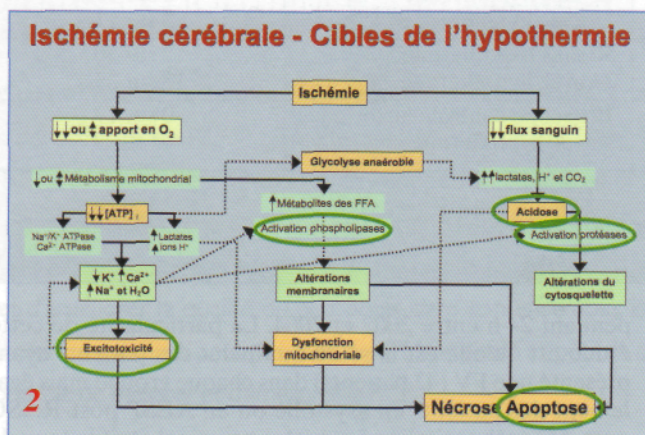 Ischémie cérébrale - Cibles de l'hypothermie
Ischémie
↓↓ou ↕ apport en O₂
↓↓flux sanguin
Glycolyse anaérobie
↓ou ↕ Métabolisme mitochondrial
↑↑lactates, H⁺ et CO₂
↑Métabolites des FFA
↓↓[ATP] i
Acidose
Na⁺/K⁺ ATPase
Ca²⁺ ATPase
↑Lactates
ions H⁺
Activation phospholipases
Activation protéases
↓K⁺ ↑Ca²⁺
↑Na⁺ et H₂O
Altérations
membranaires
Altérations du
cytosquelette
Excitotoxicité
Dysfonction
mitochondriale
2
Nécrose Apoptose